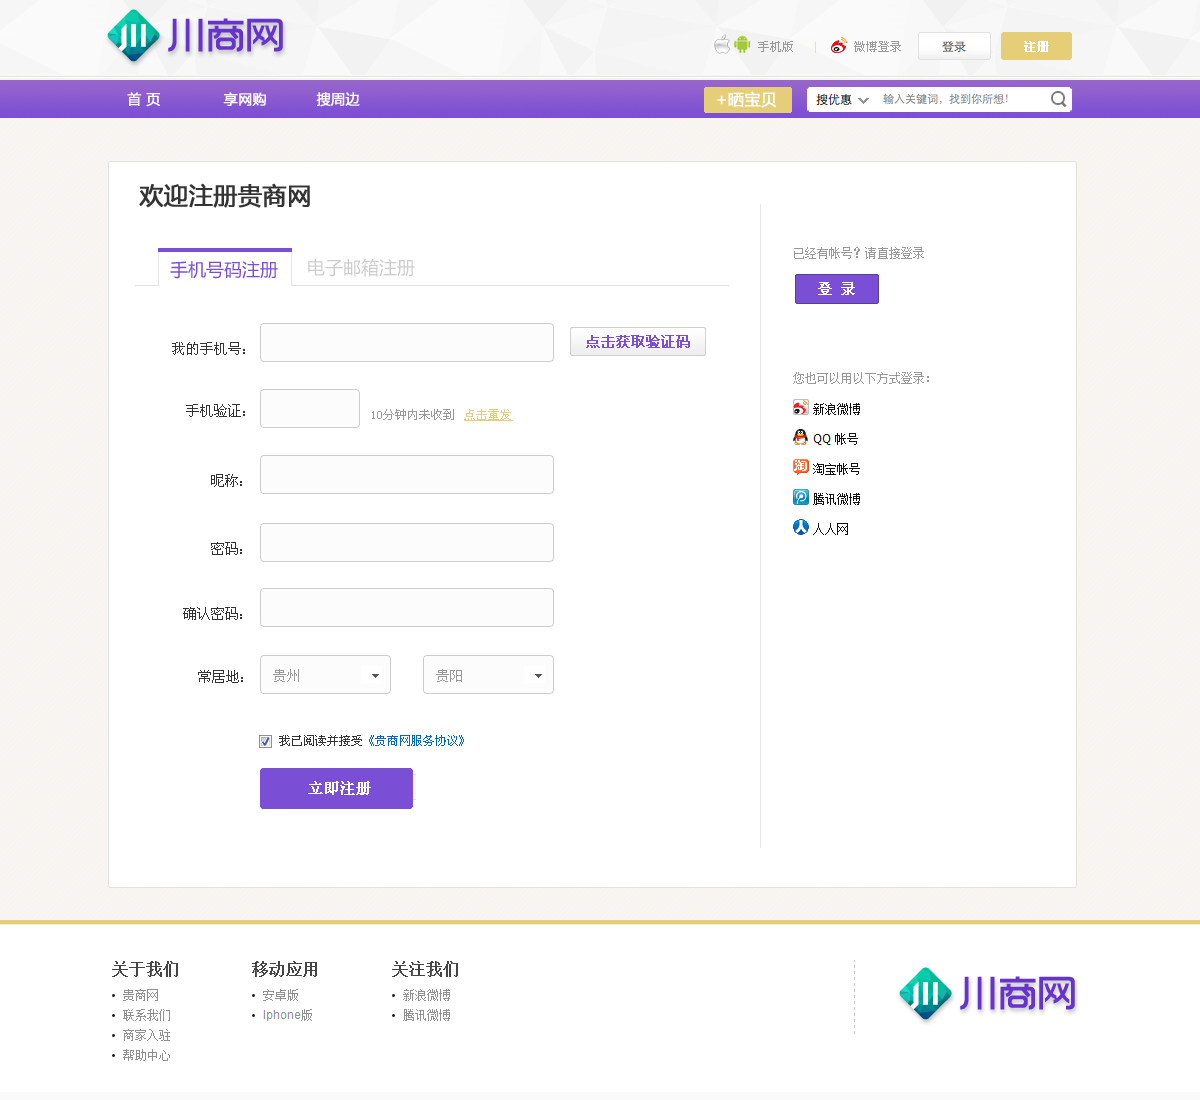 川商网
手机版 | 微博登录 登录 注册
首 页 享网购 搜周边 +晒宝贝 搜优惠 输入关键词，找到你所想！
欢迎注册贵商网
手机号码注册 电子邮箱注册
我的手机号： 点击获取验证码
手机验证： 10分钟内未收到 点击重发
昵称：
密码：
确认密码：
常居地： 贵州 贵阳
我已阅读并接受《贵商网服务协议》
立即注册
已经有帐号？请直接登录
登 录
您也可以用以下方式登录：
新浪微博
QQ 帐号
淘 淘宝帐号
腾讯微博
人人网
关于我们
• 贵商网
• 联系我们
• 商家入驻
• 帮助中心
移动应用
• 安卓版
• Iphone版
关注我们
• 新浪微博
• 腾讯微博
川商网